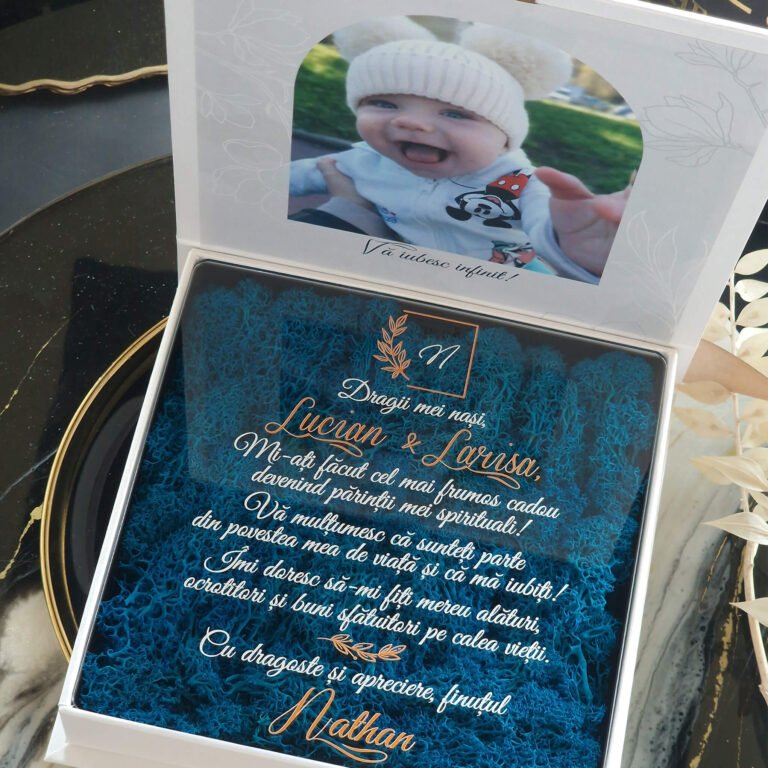 Vă iubesc infinit!
N
Dragii mei nași,
Lucian & Larisa,
Mi-ați făcut cel mai frumos cadou
devenind părinții mei spirituali!
Vă mulțumesc că sunteți parte
din povestea mea de viață și că mă iubiți!
Îmi doresc să-mi fiți mereu alături,
ocrotitori și buni sfătuitori pe calea vieții.
Cu dragoste și apreciere, finuțul
Nathan